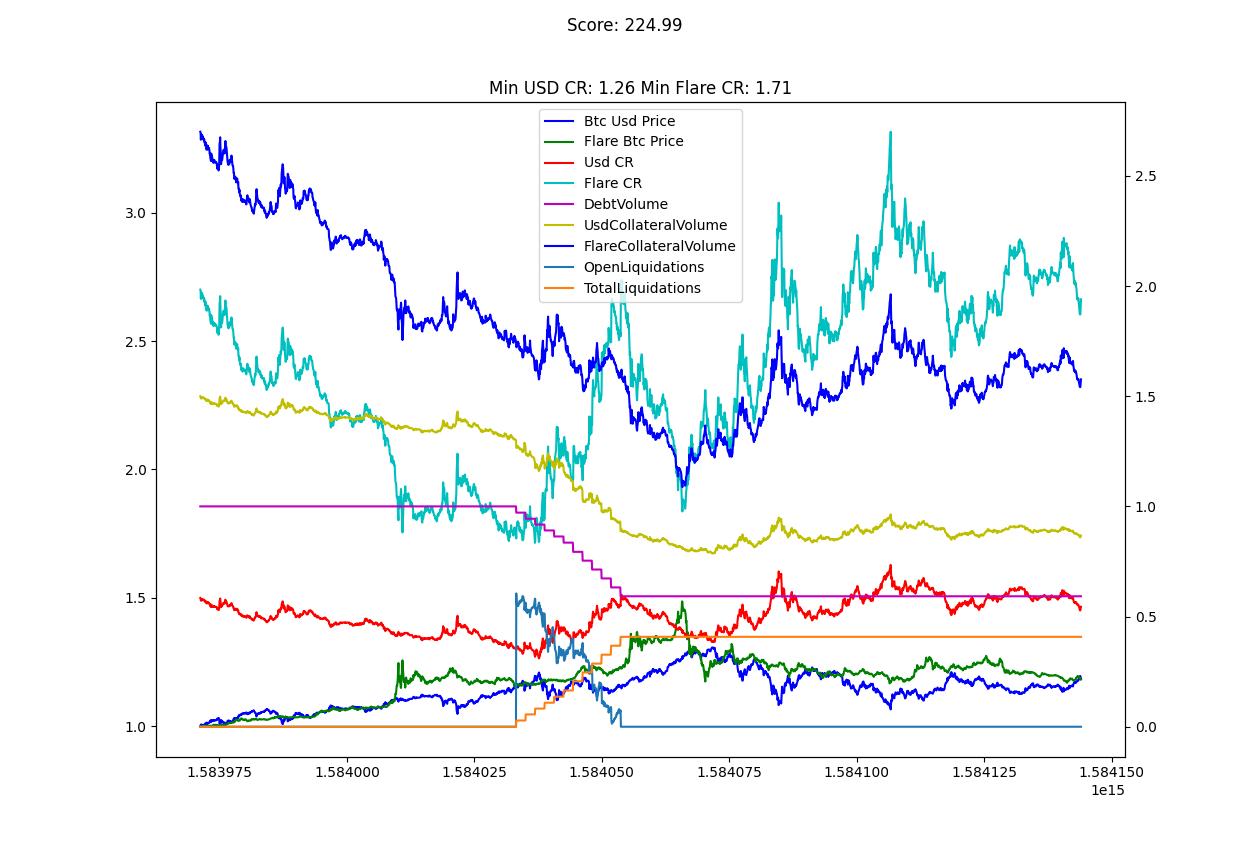 Score: 224.99
Min USD CR: 1.26 Min Flare CR: 1.71
Btc Usd Price
Flare Btc Price
Usd CR
Flare CR
DebtVolume
UsdCollateralVolume
FlareCollateralVolume
OpenLiquidations
TotalLiquidations
3.0
2.5
2.0
1.5
1.0
2.5
2.0
1.5
1.0
0.5
0.0
1.583975 1.584000 1.584025 1.584050 1.584075 1.584100 1.584125 1.584150
1e15